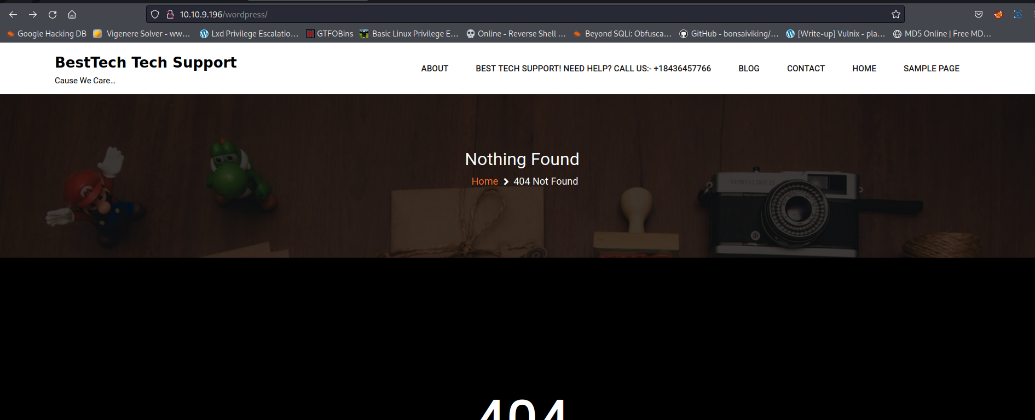 10.10.9.196/wordpress/
Google Hacking DB Vigenere Solver - ww… Lxd Privilege Escalatio… GTFOBins Basic Linux Privilege E… Online - Reverse Shell … Beyond SQLi: Obfusca… GitHub - bonsaiviking/… [Write-up] Vulnix - pla… MD5 Online | Free MD…
BestTech Tech Support
Cause We Care…
ABOUT BEST TECH SUPPORT! NEED HELP? CALL US:- +18436457766 BLOG CONTACT HOME SAMPLE PAGE
Nothing Found
Home 404 Not Found
404